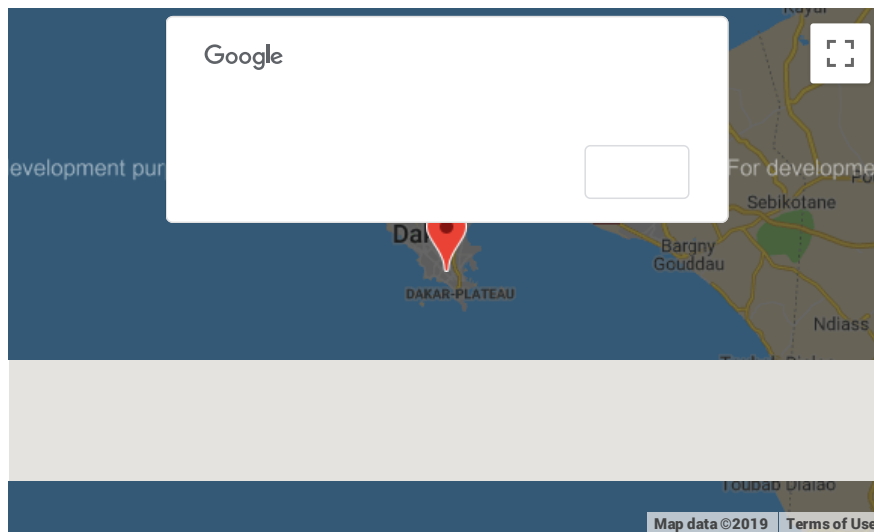 Kayar
Google
evelopment pur
For developme
Sebikotane
Bargny
Gouddau
DAKAR-PLATEAU
Ndiass
Toubab Dialao
Map data ©2019
Terms of Use